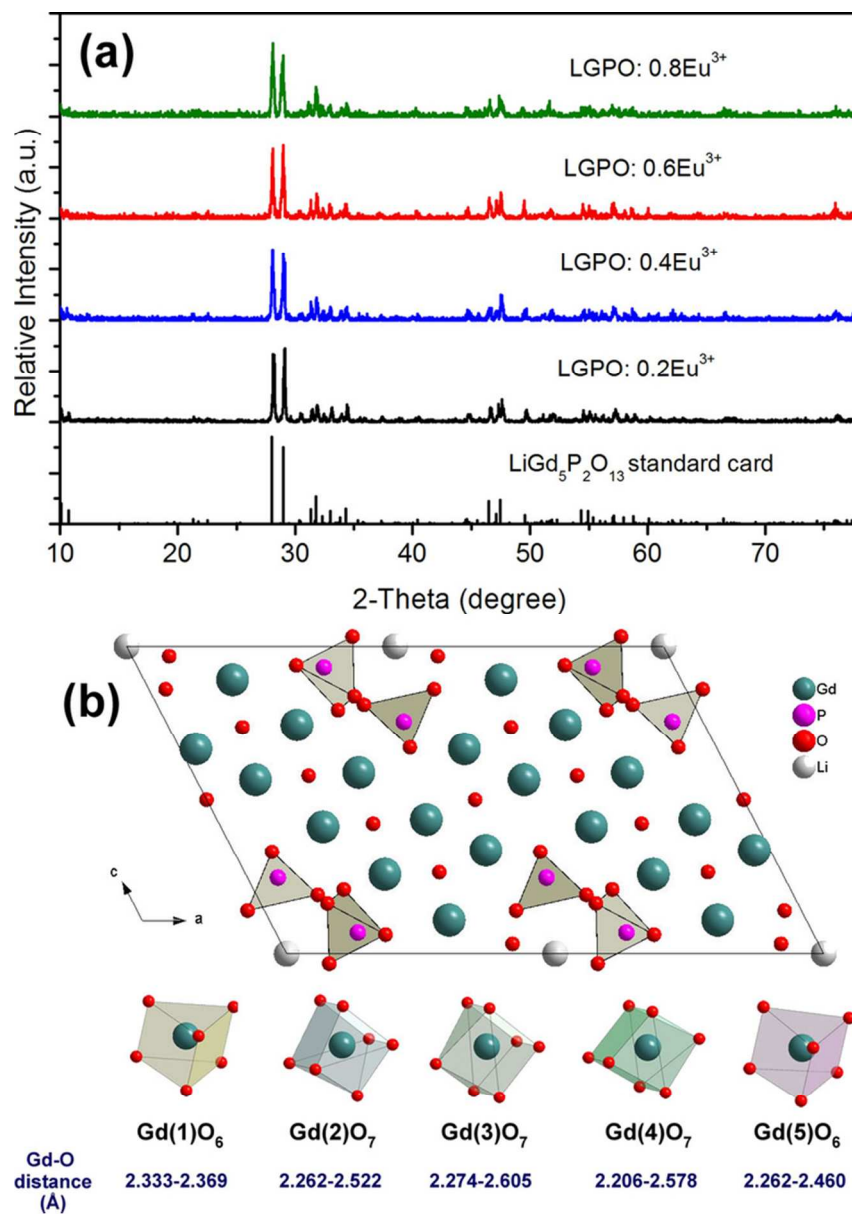 (a)
LGPO: 0.8Eu³⁺
LGPO: 0.6Eu³⁺
LGPO: 0.4Eu³⁺
LGPO: 0.2Eu³⁺
LiGd₅P₂O₁₃ standard card
Relative Intensity (a.u.)
10 20 30 40 50 60 70
2-Theta (degree)
(b)
Gd
P
O
Li
c
a
Gd(1)O₆ Gd(2)O₇ Gd(3)O₇ Gd(4)O₇ Gd(5)O₆
Gd-O
distance
(Å)
2.333-2.369 2.262-2.522 2.274-2.605 2.206-2.578 2.262-2.460